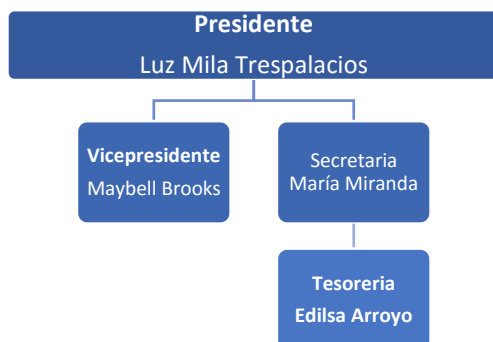 Presidente
Luz Mila Trespalacios
Vicepresidente
Maybell Brooks
Secretaria
María Miranda
Tesoreria
Edilsa Arroyo